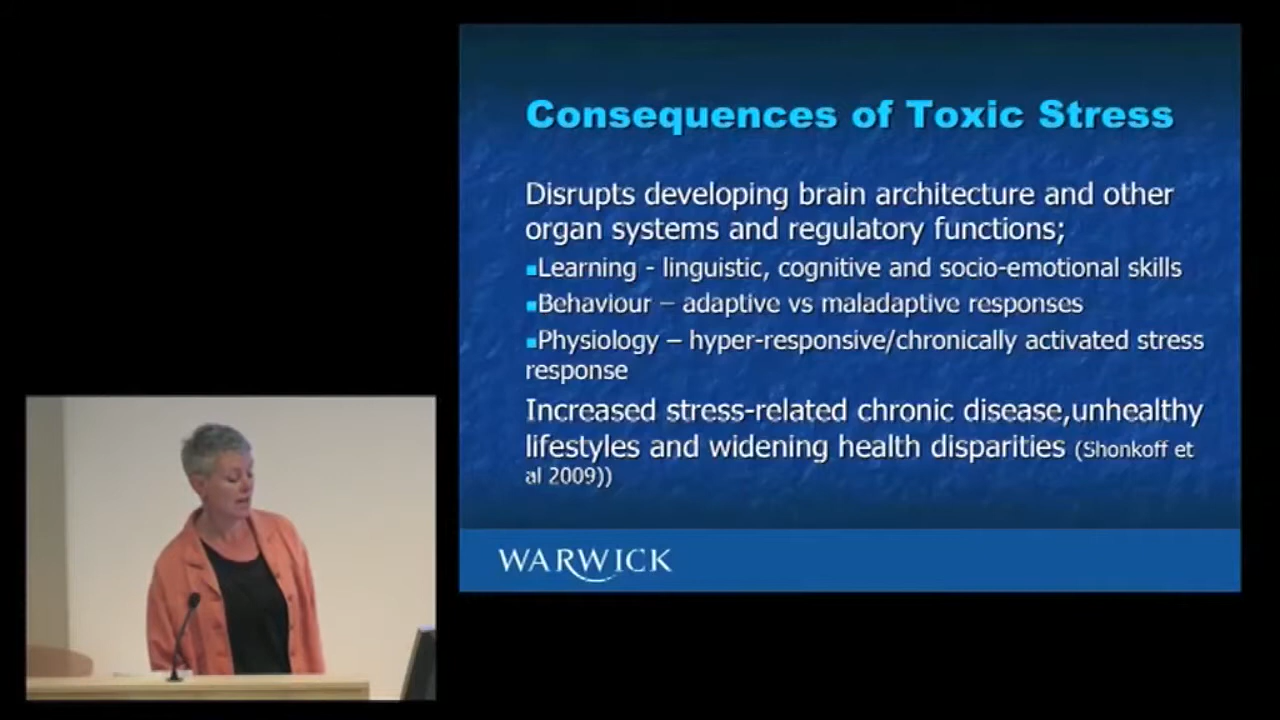 Consequences of Toxic Stress
Disrupts developing brain architecture and other
organ systems and regulatory functions;
▪Learning - linguistic, cognitive and socio-emotional skills
▪Behaviour – adaptive vs maladaptive responses
▪Physiology – hyper-responsive/chronically activated stress
response
Increased stress-related chronic disease,unhealthy
lifestyles and widening health disparities (Shonkoff et
al 2009))
WARWICK